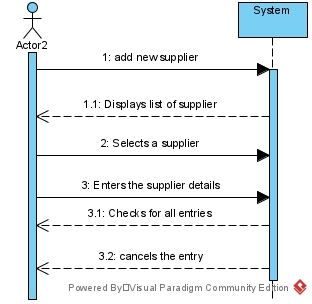 System
Actor2
1: add new supplier
1.1: Displays list of supplier
2: Selects a supplier
3: Enters the supplier details
3.1: Checks for all entries
3.2: cancels the entry
Powered By Visual Paradigm Community Edition